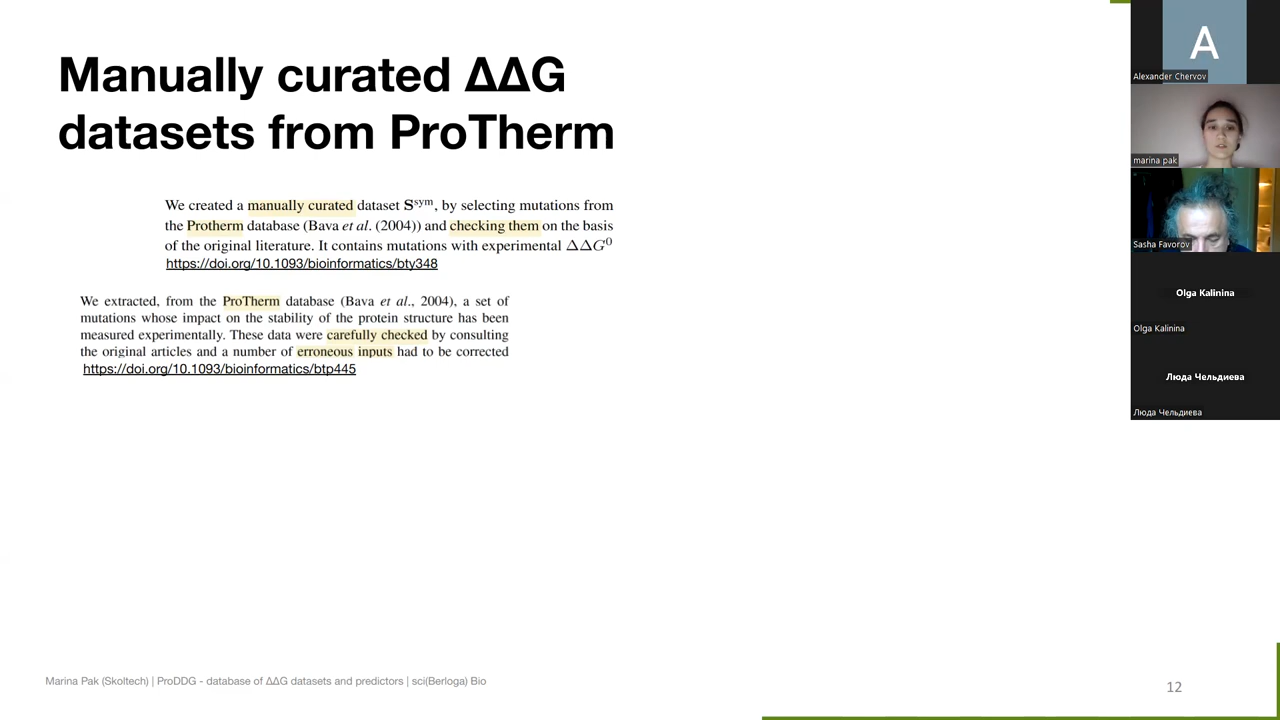 Manually curated ΔΔG
datasets from ProTherm
We created a manually curated dataset S^sym, by selecting mutations from
the Protherm database (Bava et al. (2004)) and checking them on the basis
of the original literature. It contains mutations with experimental ΔΔG⁰
https://doi.org/10.1093/bioinformatics/bty348
We extracted, from the ProTherm database (Bava et al., 2004), a set of
mutations whose impact on the stability of the protein structure has been
measured experimentally. These data were carefully checked by consulting
the original articles and a number of erroneous inputs had to be corrected
https://doi.org/10.1093/bioinformatics/btp445
Marina Pak (Skoltech) | ProDDG - database of ΔΔG datasets and predictors | sci(Berloga) Bio
12
A
Alexander Chervov
marina pak
Sasha Favorov
Olga Kalinina
Olga Kalinina
Люда Чельдиева
Люда Чельдиева